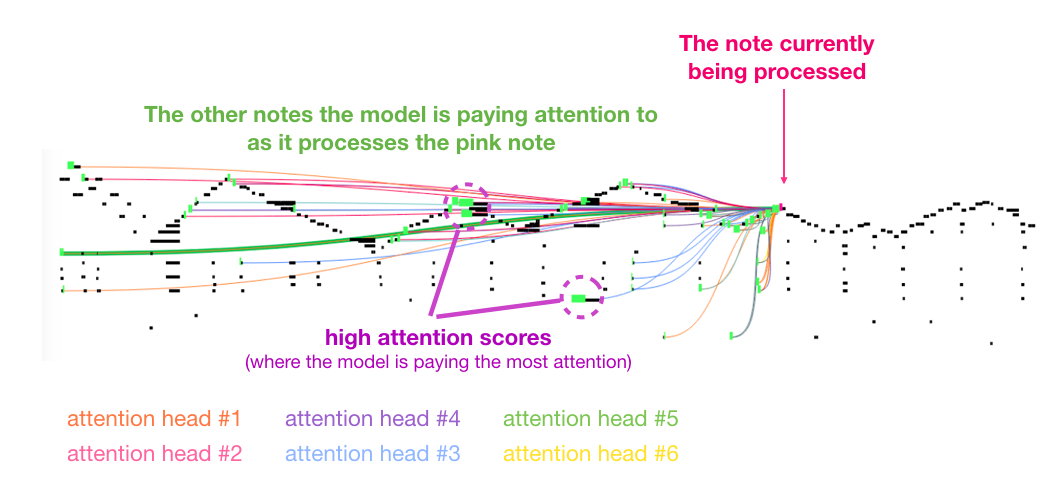 The note currently
being processed
The other notes the model is paying attention to
as it processes the pink note
high attention scores
(where the model is paying the most attention)
attention head #1
attention head #4
attention head #5
attention head #2
attention head #3
attention head #6